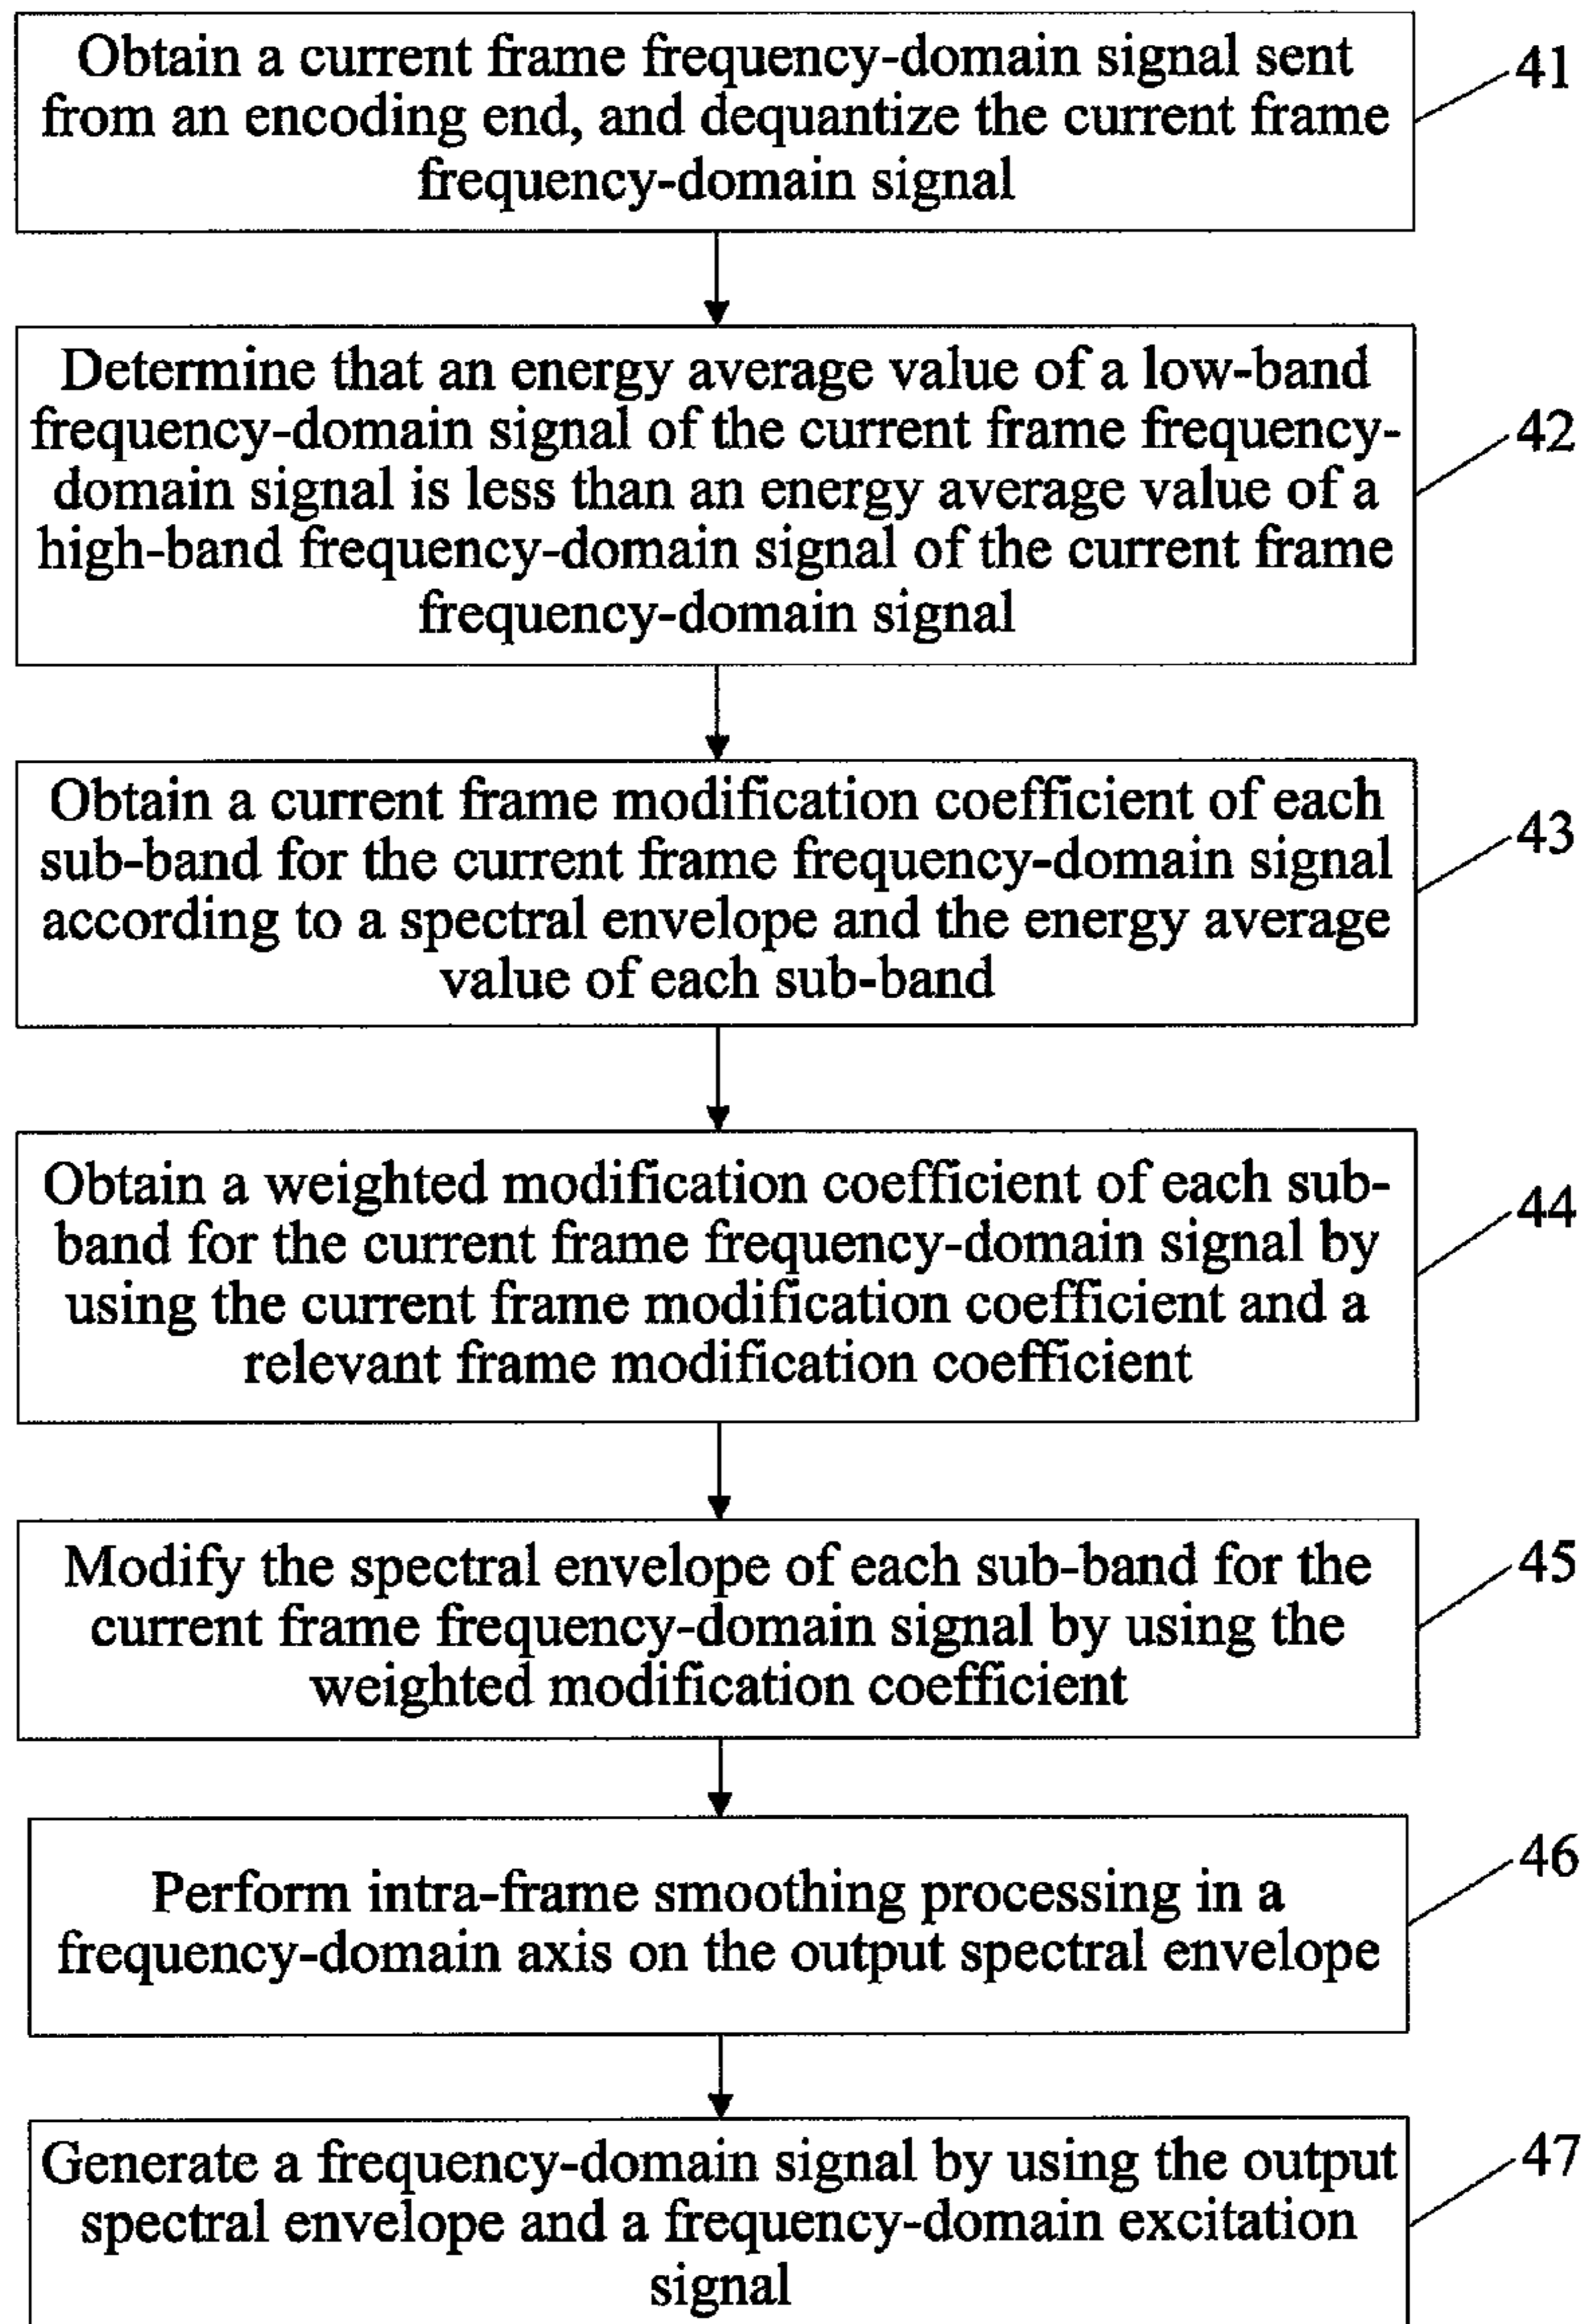 Obtain a current frame frequency-domain signal sent
from an encoding end, and dequantize the current frame
frequency-domain signal
41
Determine that an energy average value of a low-band
frequency-domain signal of the current frame frequency-
domain signal is less than an energy average value of a
high-band frequency-domain signal of the current frame
frequency-domain signal
42
Obtain a current frame modification coefficient of each
sub-band for the current frame frequency-domain signal
according to a spectral envelope and the energy average
value of each sub-band
43
Obtain a weighted modification coefficient of each sub-
band for the current frame frequency-domain signal by
using the current frame modification coefficient and a
relevant frame modification coefficient
44
Modify the spectral envelope of each sub-band for the
current frame frequency-domain signal by using the
weighted modification coefficient
45
Perform intra-frame smoothing processing in a
frequency-domain axis on the output spectral envelope
46
Generate a frequency-domain signal by using the output
spectral envelope and a frequency-domain excitation
signal
47